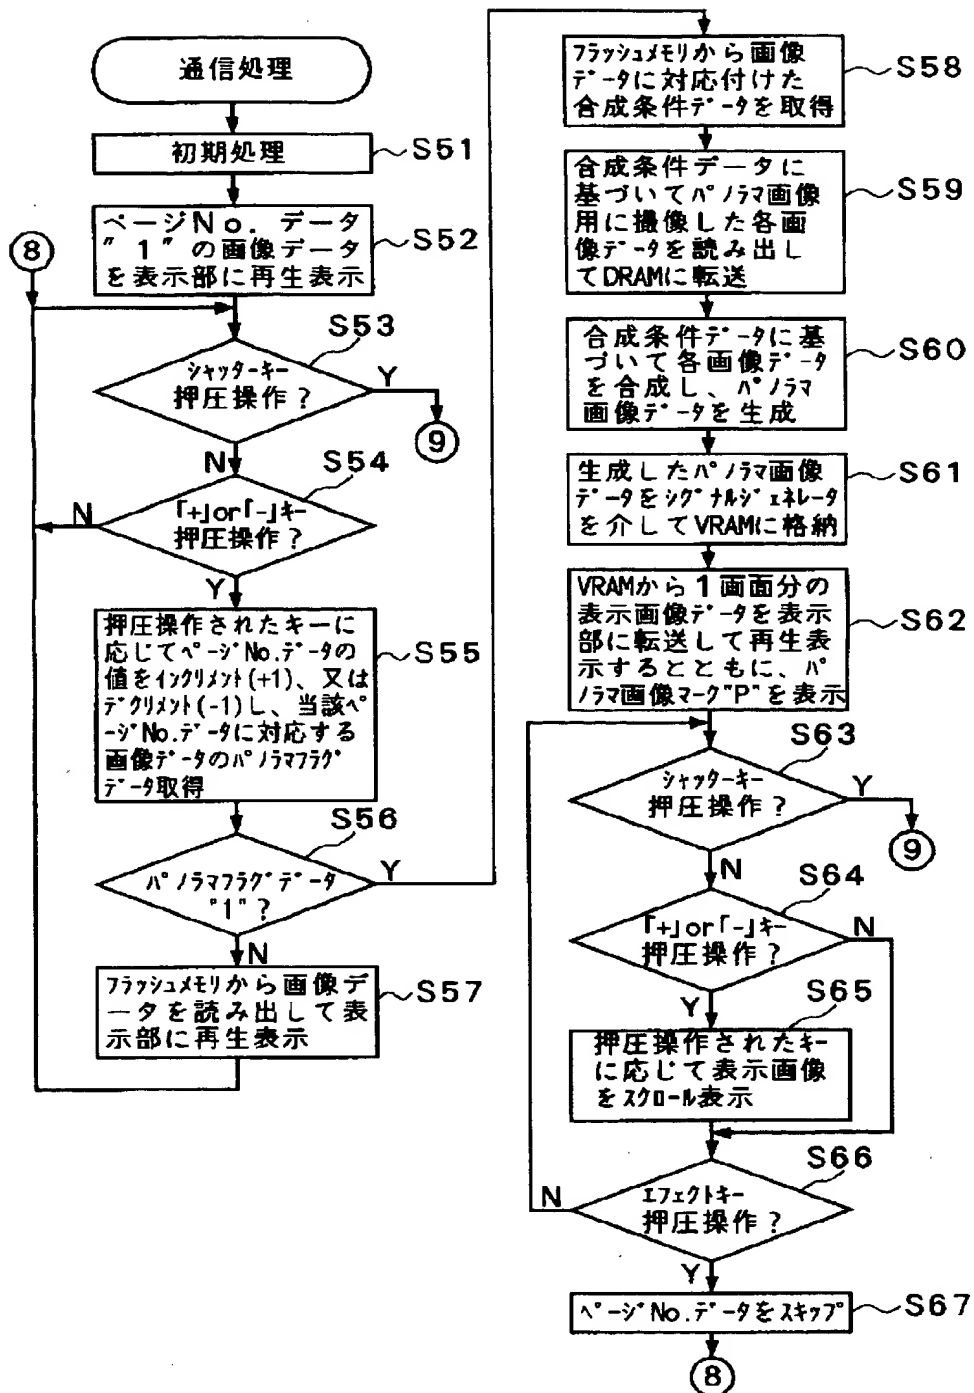 通信処理
初期処理
S51
ページNo. データ
"1"の画像データ
を表示部に再生表示
S52
⑧
シャッターキー
押圧操作?
S53
Y
⑨
N
S54
「+」or「-」キー
押圧操作?
N
Y
押圧操作されたキーに
応じてページNo.データの
値をインクリメント(+1)、又は
デクリメント(-1)し、当該ペ
ージNo.データに対応する
画像データのパノラマフラグ
データ取得
S55
S56
パノラマフラグデータ
"1"?
Y
N
フラッシュメモリから画像デ
ータを読み出して表
示部に再生表示
S57
フラッシュメモリから画像
データに対応付けた
合成条件データを取得
S58
合成条件データに
基づいてパノラマ画像
用に撮像した各画
像データを読み出し
てDRAMに転送
S59
合成条件データに基
づいて各画像データ
を合成し、パノラマ
画像データを生成
S60
生成したパノラマ画像
データをシグナルジェネレータ
を介してVRAMに格納
S61
VRAMから1画面分の
表示画像データを表示
部に転送して再生表
示するとともに、パ
ノラマ画像マーク"P"を表示
S62
S63
シャッターキー
押圧操作?
Y
⑨
N
S64
「+」or「-」キー
押圧操作?
N
Y
S65
押圧操作されたキー
に応じて表示画像
をスクロール表示
S66
エフェクトキー
押圧操作?
N
Y
ページNo.データをスキップ
S67
⑧